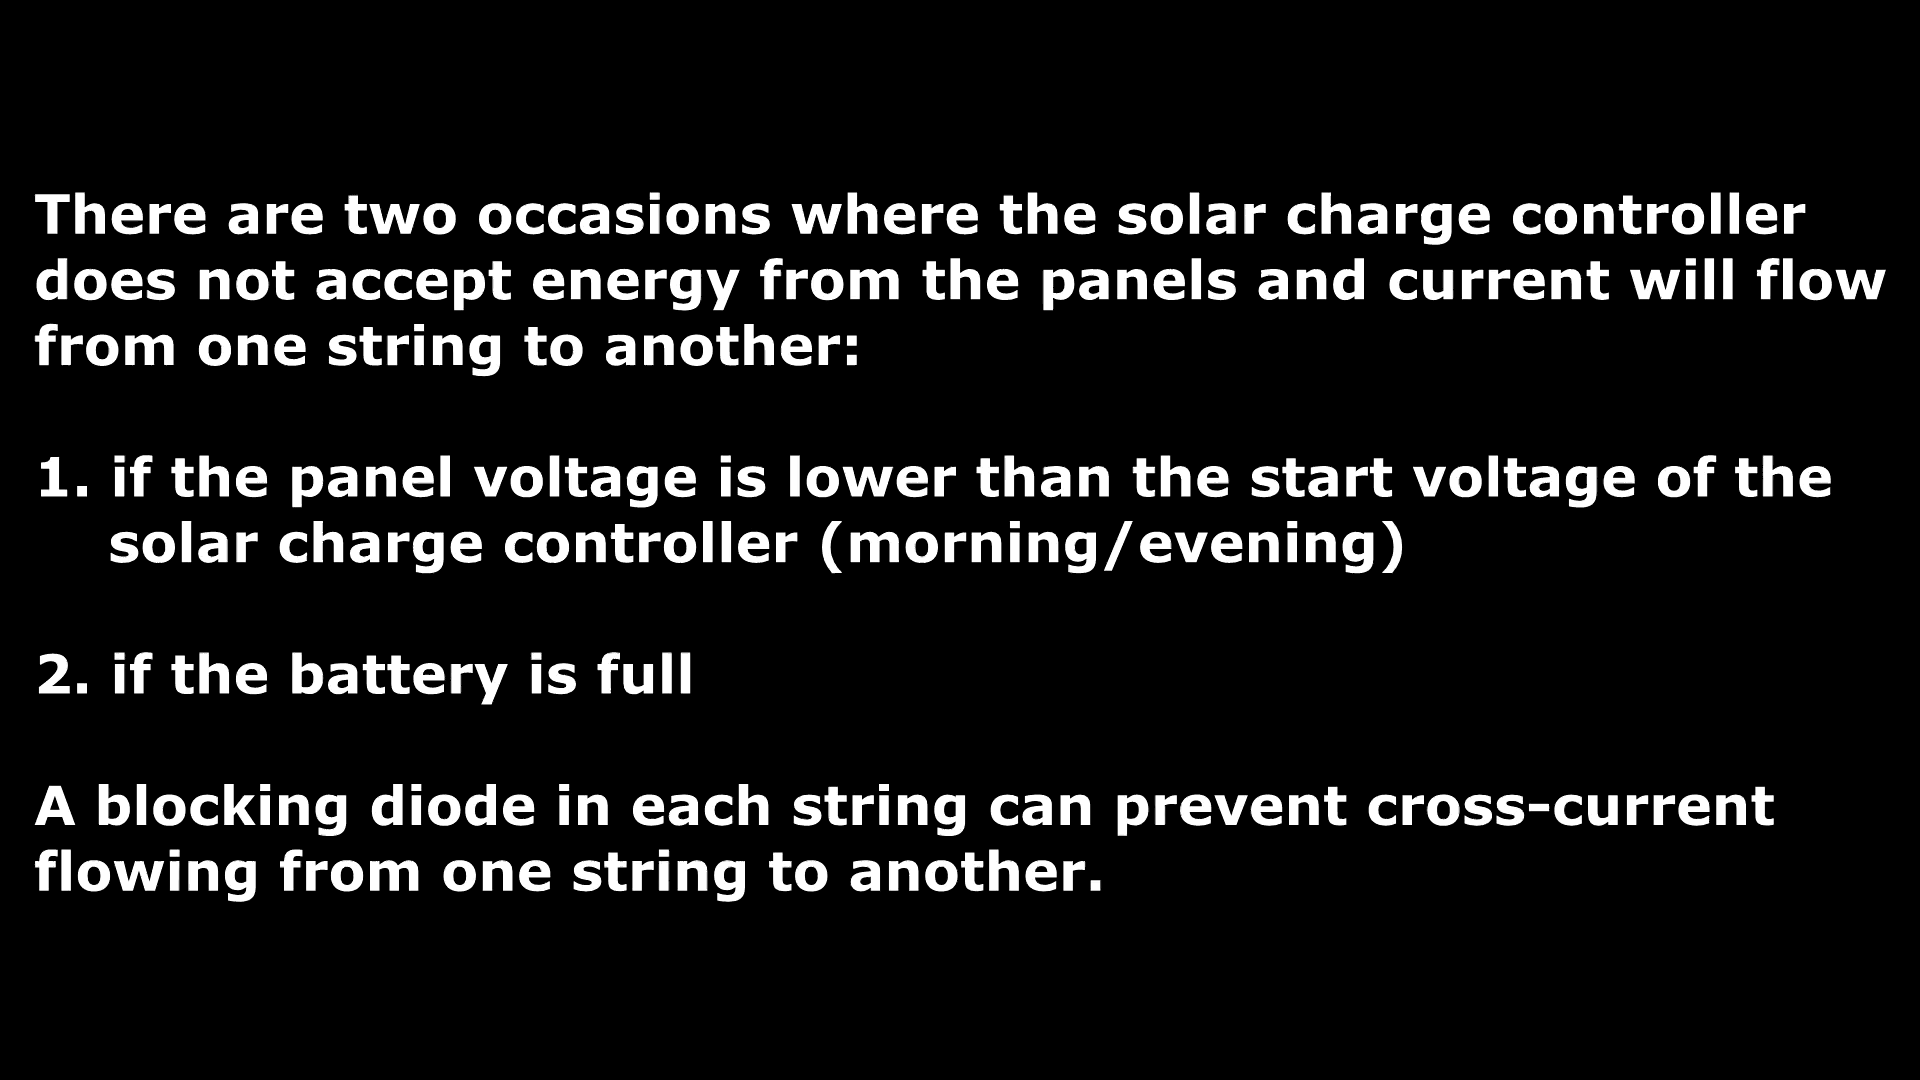 There are two occasions where the solar charge controller
does not accept energy from the panels and current will flow
from one string to another:
1. if the panel voltage is lower than the start voltage of the
solar charge controller (morning/evening)
2. if the battery is full
A blocking diode in each string can prevent cross-current
flowing from one string to another.